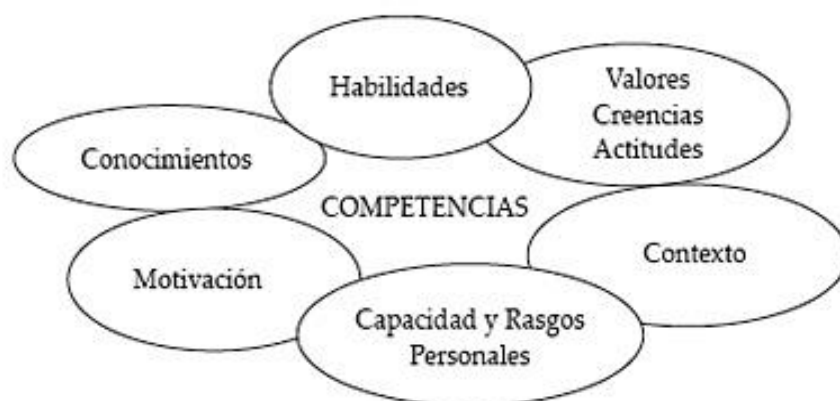 Habilidades
Valores
Creencias
Actitudes
Conocimientos
COMPETENCIAS
Contexto
Motivación
Capacidad y Rasgos
Personales